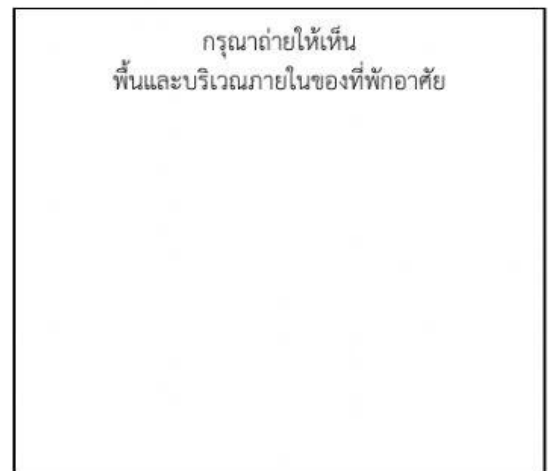 กรุณาถ่ายให้เห็น
พื้นและบริเวณภายในของที่พักอาศัย